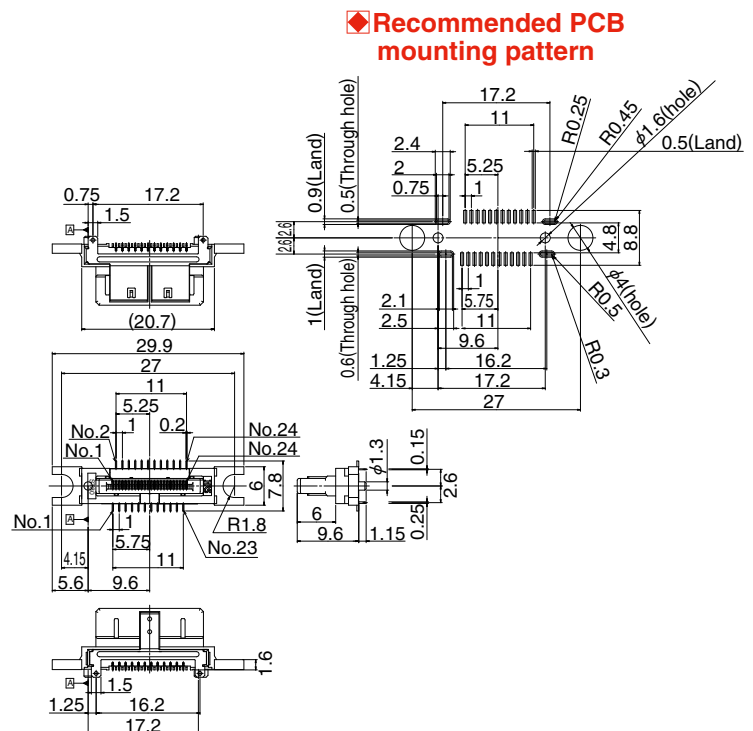 Recommended PCB
mounting pattern
17.2
11
2.4
2
5.25
0.75
1
0.9(Land)
0.5(Through hole)
R0.25
R0.45
φ1.6(hole)
0.5(Land)
2.6
2.6
4.8
8.8
1(Land)
0.6(Through hole)
1
2.1
5.75
2.5
11
9.6
1.25
16.2
4.15
17.2
27
φ4(hole)
R0.5
R0.3
0.75
17.2
A
1.5
(20.7)
29.9
27
11
5.25
No.2
1
0.2
No.24
No.1
No.24
6
7.8
A
No.1
1
R1.8
5.75
No.23
4.15
11
5.6
9.6
φ1.3
0.15
2.6
6
9.6
1.15
0.25
1.6
A
1.5
1.25
16.2
17.2